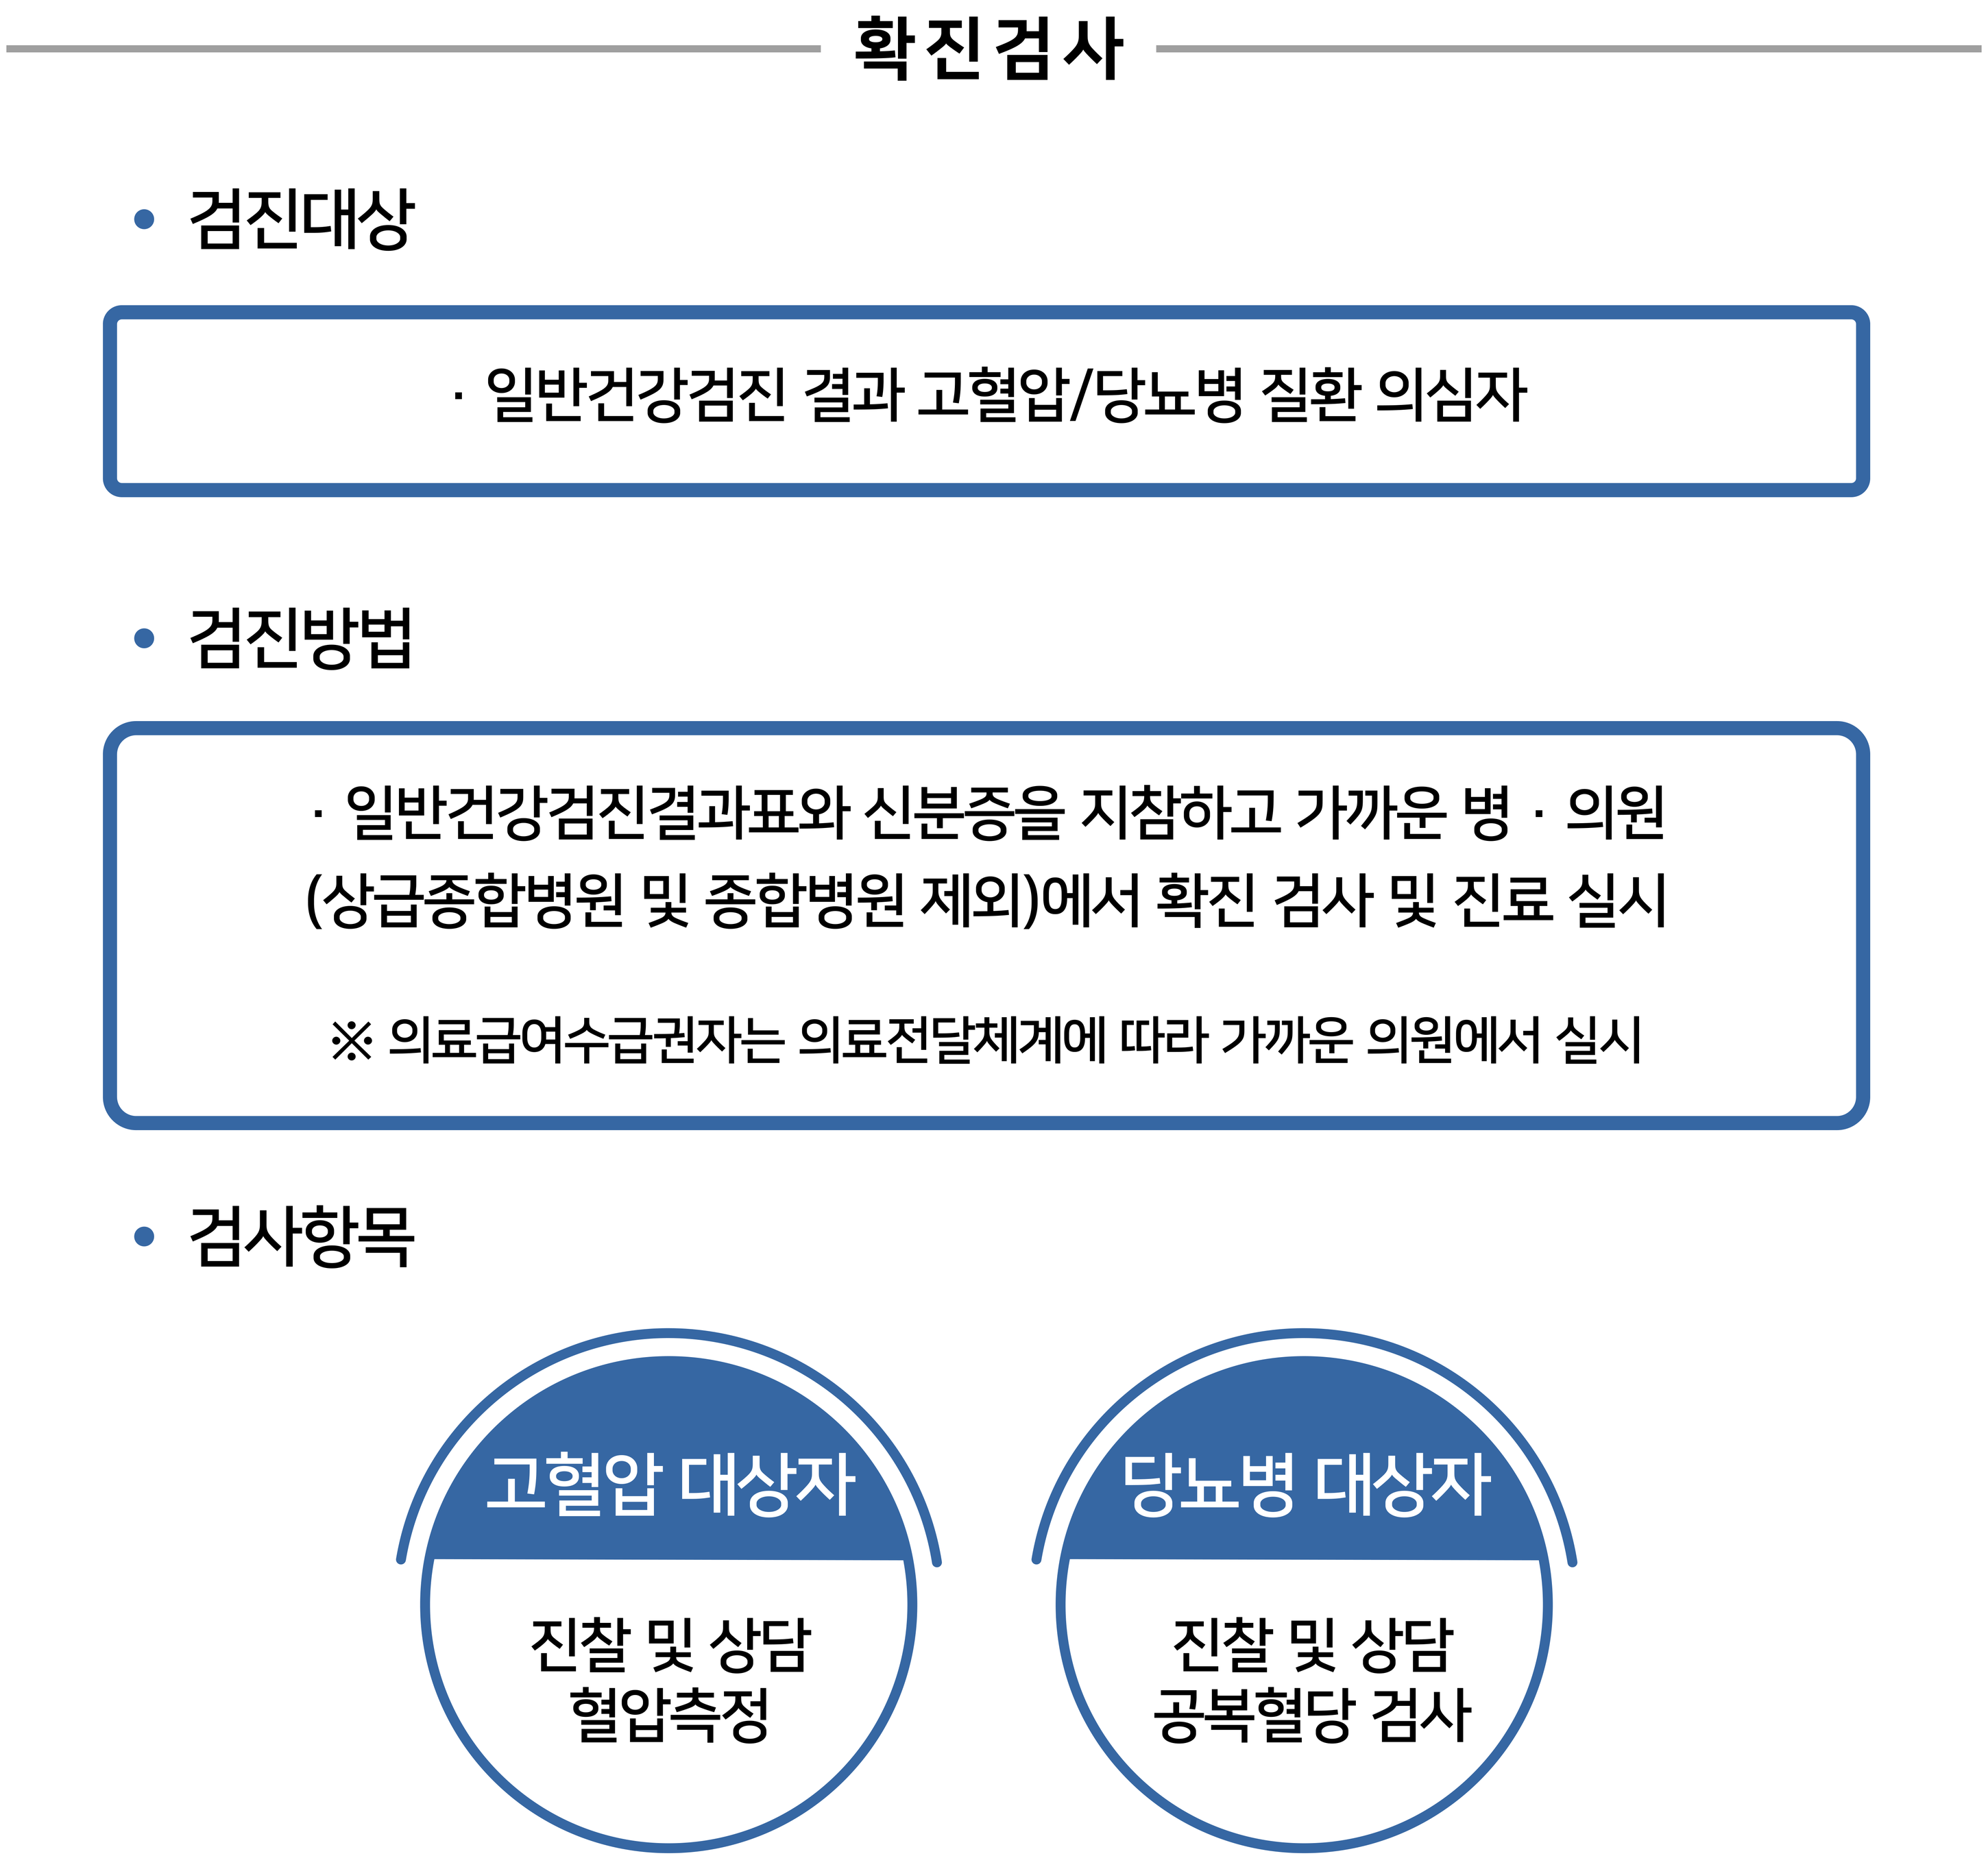 확진검사
검진대상
· 일반건강검진 결과 고혈압/당뇨병 질환 의심자
검진방법
· 일반건강검진결과표와 신분증을 지참하고 가까우 병 · 의원
(상급종합병원 및 종합병원 제외)에서 확진 검사 및 진료 실시
※ 의료급여수급권자는 의료전달체계에 따라 가까운 의원에서 실시
검사항목
고혈압 대상자
진찰 및 상담
혈압측정
당뇨병 대상자
진찰 및 상담
공복혈당 검사